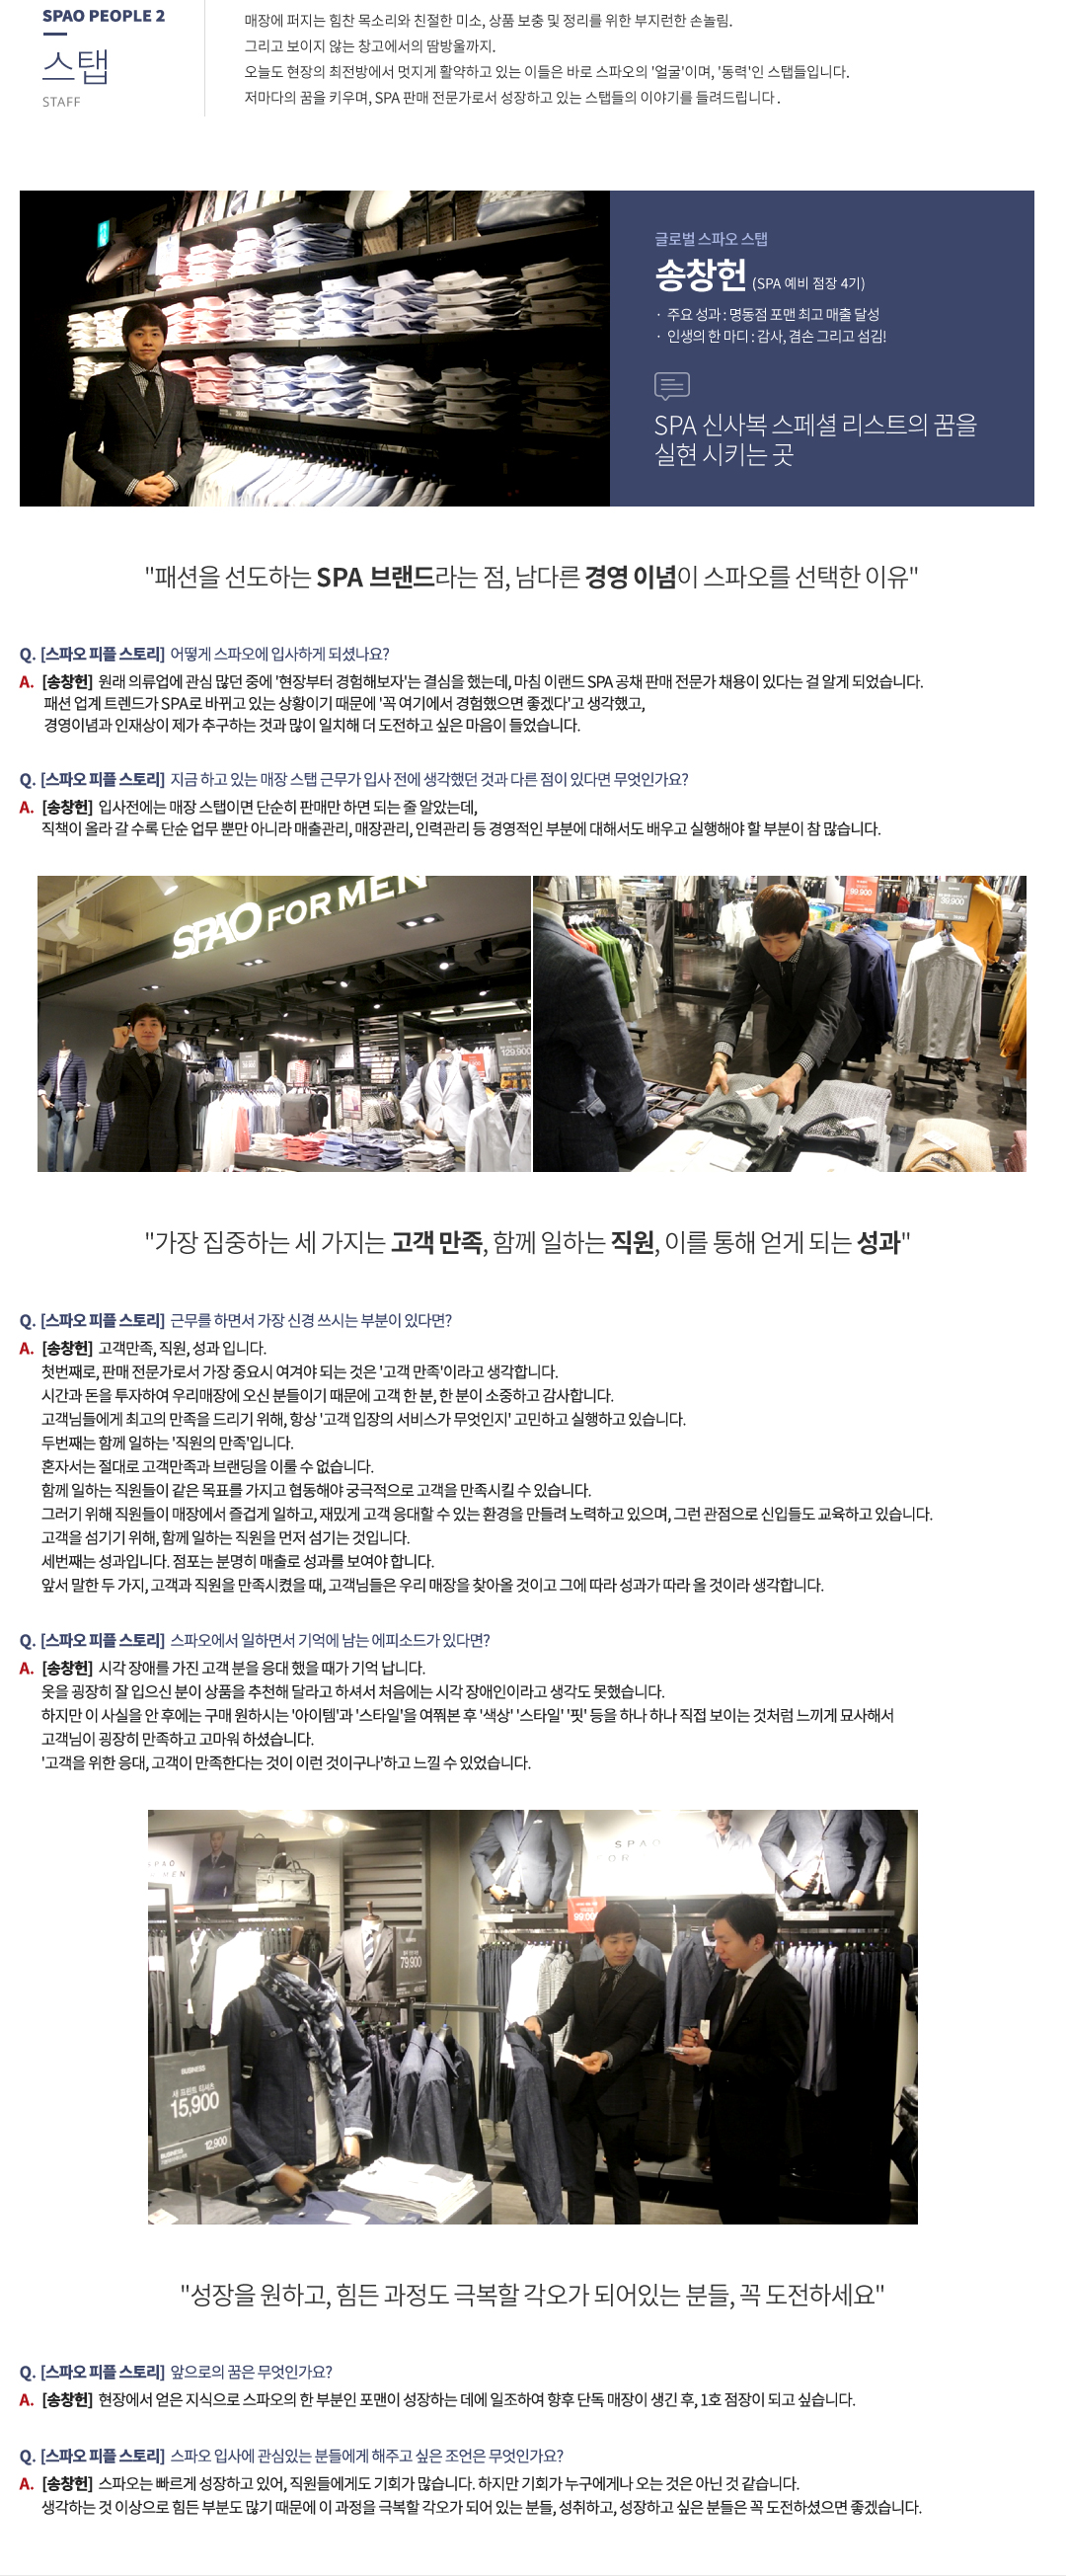 SPAO PEOPLE 2
스탭
STAFF
매장에 퍼지는 힘찬 목소리와 친절한 미소, 상품 보충 및 정리를 위한 부지런한 손놀림.
그리고 보이지 않는 창고에서의 땀방울까지.
오늘도 현장의 최전방에서 멋지게 활약하고 있는 이들은 바로 스파오의 '얼굴'이며, '동력'인 스탭들입니다.
저마다의 꿈을 키우며, SPA 판매 전문가로서 성장하고 있는 스탭들의 이야기를 들려드립니다 .
글로벌 스파오 스탭
송창헌 (SPA 예비 점장 4기)
· 주요 성과 : 명동점 포맨 최고 매출 달성
· 인생의 한 마디 : 감사, 겸손 그리고 섬김!
SPA 신사복 스페셜 리스트의 꿈을
실현 시키는 곳
"패션을 선도하는 SPA 브랜드라는 점, 남다른 경영 이념이 스파오를 선택한 이유"
Q. [스파오 피플 스토리] 어떻게 스파오에 입사하게 되셨나요?
A. [송창헌] 원래 의류업에 관심 많던 중에 '현장부터 경험해보자'는 결심을 했는데, 마침 이랜드 SPA 공채 판매 전문가 채용이 있다는 걸 알게 되었습니다.
패션 업계 트렌드가 SPA로 바뀌고 있는 상황이기 때문에 '꼭 여기에서 경험했으면 좋겠다'고 생각했고,
경영이념과 인재상이 제가 추구하는 것과 많이 일치해 더 도전하고 싶은 마음이 들었습니다.
Q. [스파오 피플 스토리] 지금 하고 있는 매장 스탭 근무가 입사 전에 생각했던 것과 다른 점이 있다면 무엇인가요?
A. [송창헌] 입사전에는 매장 스탭이면 단순히 판매만 하면 되는 줄 알았는데,
직책이 올라 갈 수록 단순 업무 뿐만 아니라 매출관리, 매장관리, 인력관리 등 경영적인 부분에 대해서도 배우고 실행해야 할 부분이 참 많습니다.
SPAO FOR MEN
129,900
99,900
39,900
"가장 집중하는 세 가지는 고객 만족, 함께 일하는 직원, 이를 통해 얻게 되는 성과"
Q. [스파오 피플 스토리] 근무를 하면서 가장 신경 쓰시는 부분이 있다면?
A. [송창헌] 고객만족, 직원, 성과 입니다.
첫번째로, 판매 전문가로서 가장 중요시 여겨야 되는 것은 '고객 만족'이라고 생각합니다.
시간과 돈을 투자하여 우리매장에 오신 분들이기 때문에 고객 한 분, 한 분이 소중하고 감사합니다.
고객님들에게 최고의 만족을 드리기 위해, 항상 '고객 입장의 서비스가 무엇인지' 고민하고 실행하고 있습니다.
두번째는 함께 일하는 '직원의 만족'입니다.
혼자서는 절대로 고객만족과 브랜딩을 이룰 수 없습니다.
함께 일하는 직원들이 같은 목표를 가지고 협동해야 궁극적으로 고객을 만족시킬 수 있습니다.
그러기 위해 직원들이 매장에서 즐겁게 일하고, 재밌게 고객 응대할 수 있는 환경을 만들려 노력하고 있으며, 그런 관점으로 신입들도 교육하고 있습니다.
고객을 섬기기 위해, 함께 일하는 직원을 먼저 섬기는 것입니다.
세번째는 성과입니다. 점포는 분명히 매출로 성과를 보여야 합니다.
앞서 말한 두 가지, 고객과 직원을 만족시켰을 때, 고객님들은 우리 매장을 찾아올 것이고 그에 따라 성과가 따라 올 것이라 생각합니다.
Q. [스파오 피플 스토리] 스파오에서 일하면서 기억에 남는 에피소드가 있다면?
A. [송창헌] 시각 장애를 가진 고객 분을 응대 했을 때가 기억 납니다.
옷을 굉장히 잘 입으신 분이 상품을 추천해 달라고 하셔서 처음에는 시각 장애인이라고 생각도 못했습니다.
하지만 이 사실을 안 후에는 구매 원하시는 '아이템'과 '스타일'을 여쭤본 후 '색상' '스타일' '핏' 등을 하나 하나 직접 보이는 것처럼 느끼게 묘사해서
고객님이 굉장히 만족하고 고마워 하셨습니다.
'고객을 위한 응대, 고객이 만족한다는 것이 이런 것이구나'하고 느낄 수 있었습니다.
SPAO
MEN
SPAO
FOR
79,900
BUSINESS
새 프린트 티셔츠
15,900
BUSINESS
12,900
"성장을 원하고, 힘든 과정도 극복할 각오가 되어있는 분들, 꼭 도전하세요"
Q. [스파오 피플 스토리] 앞으로의 꿈은 무엇인가요?
A. [송창헌] 현장에서 얻은 지식으로 스파오의 한 부분인 포맨이 성장하는 데에 일조하여 향후 단독 매장이 생긴 후, 1호 점장이 되고 싶습니다.
Q. [스파오 피플 스토리] 스파오 입사에 관심있는 분들에게 해주고 싶은 조언은 무엇인가요?
A. [송창헌] 스파오는 빠르게 성장하고 있어, 직원들에게도 기회가 많습니다. 하지만 기회가 누구에게나 오는 것은 아닌 것 같습니다.
생각하는 것 이상으로 힘든 부분도 많기 때문에 이 과정을 극복할 각오가 되어 있는 분들, 성취하고, 성장하고 싶은 분들은 꼭 도전하셨으면 좋겠습니다.